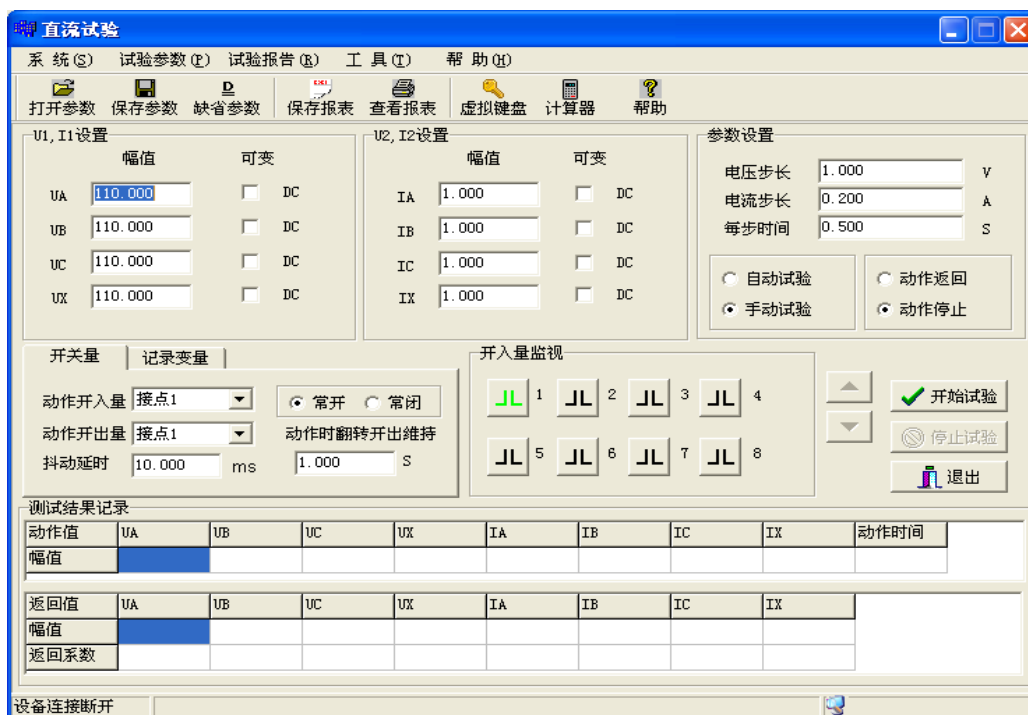 直流试验
系 统(S) 试验参数(P) 试验报告(R) 工 具(T) 帮 助(H)
打开参数 保存参数 缺省参数 保存报表 查看报表 虚拟键盘 计算器 帮助
U1,I1设置 U2,I2设置 参数设置
幅值 可变 幅值 可变
电压步长 1.000 V
UA 110.000 DC IA 1.000 DC
电流步长 0.200 A
UB 110.000 DC IB 1.000 DC
每步时间 0.500 S
UC 110.000 DC IC 1.000 DC
自动试验 动作返回
UX 110.000 DC IX 1.000 DC
手动试验 动作停止
开关量 记录变量 开入量监视
动作开入量 接点1 常开 常闭 1 2 3 4 开始试验
动作开出量 接点1 动作时翻转开出维持 停止试验
抖动延时 10.000 ms 1.000 S 5 6 7 8 退出
测试结果记录
动作值 UA UB UC UX IA IB IC IX 动作时间
幅值
返回值 UA UB UC UX IA IB IC IX
幅值
返回系数
设备连接断开